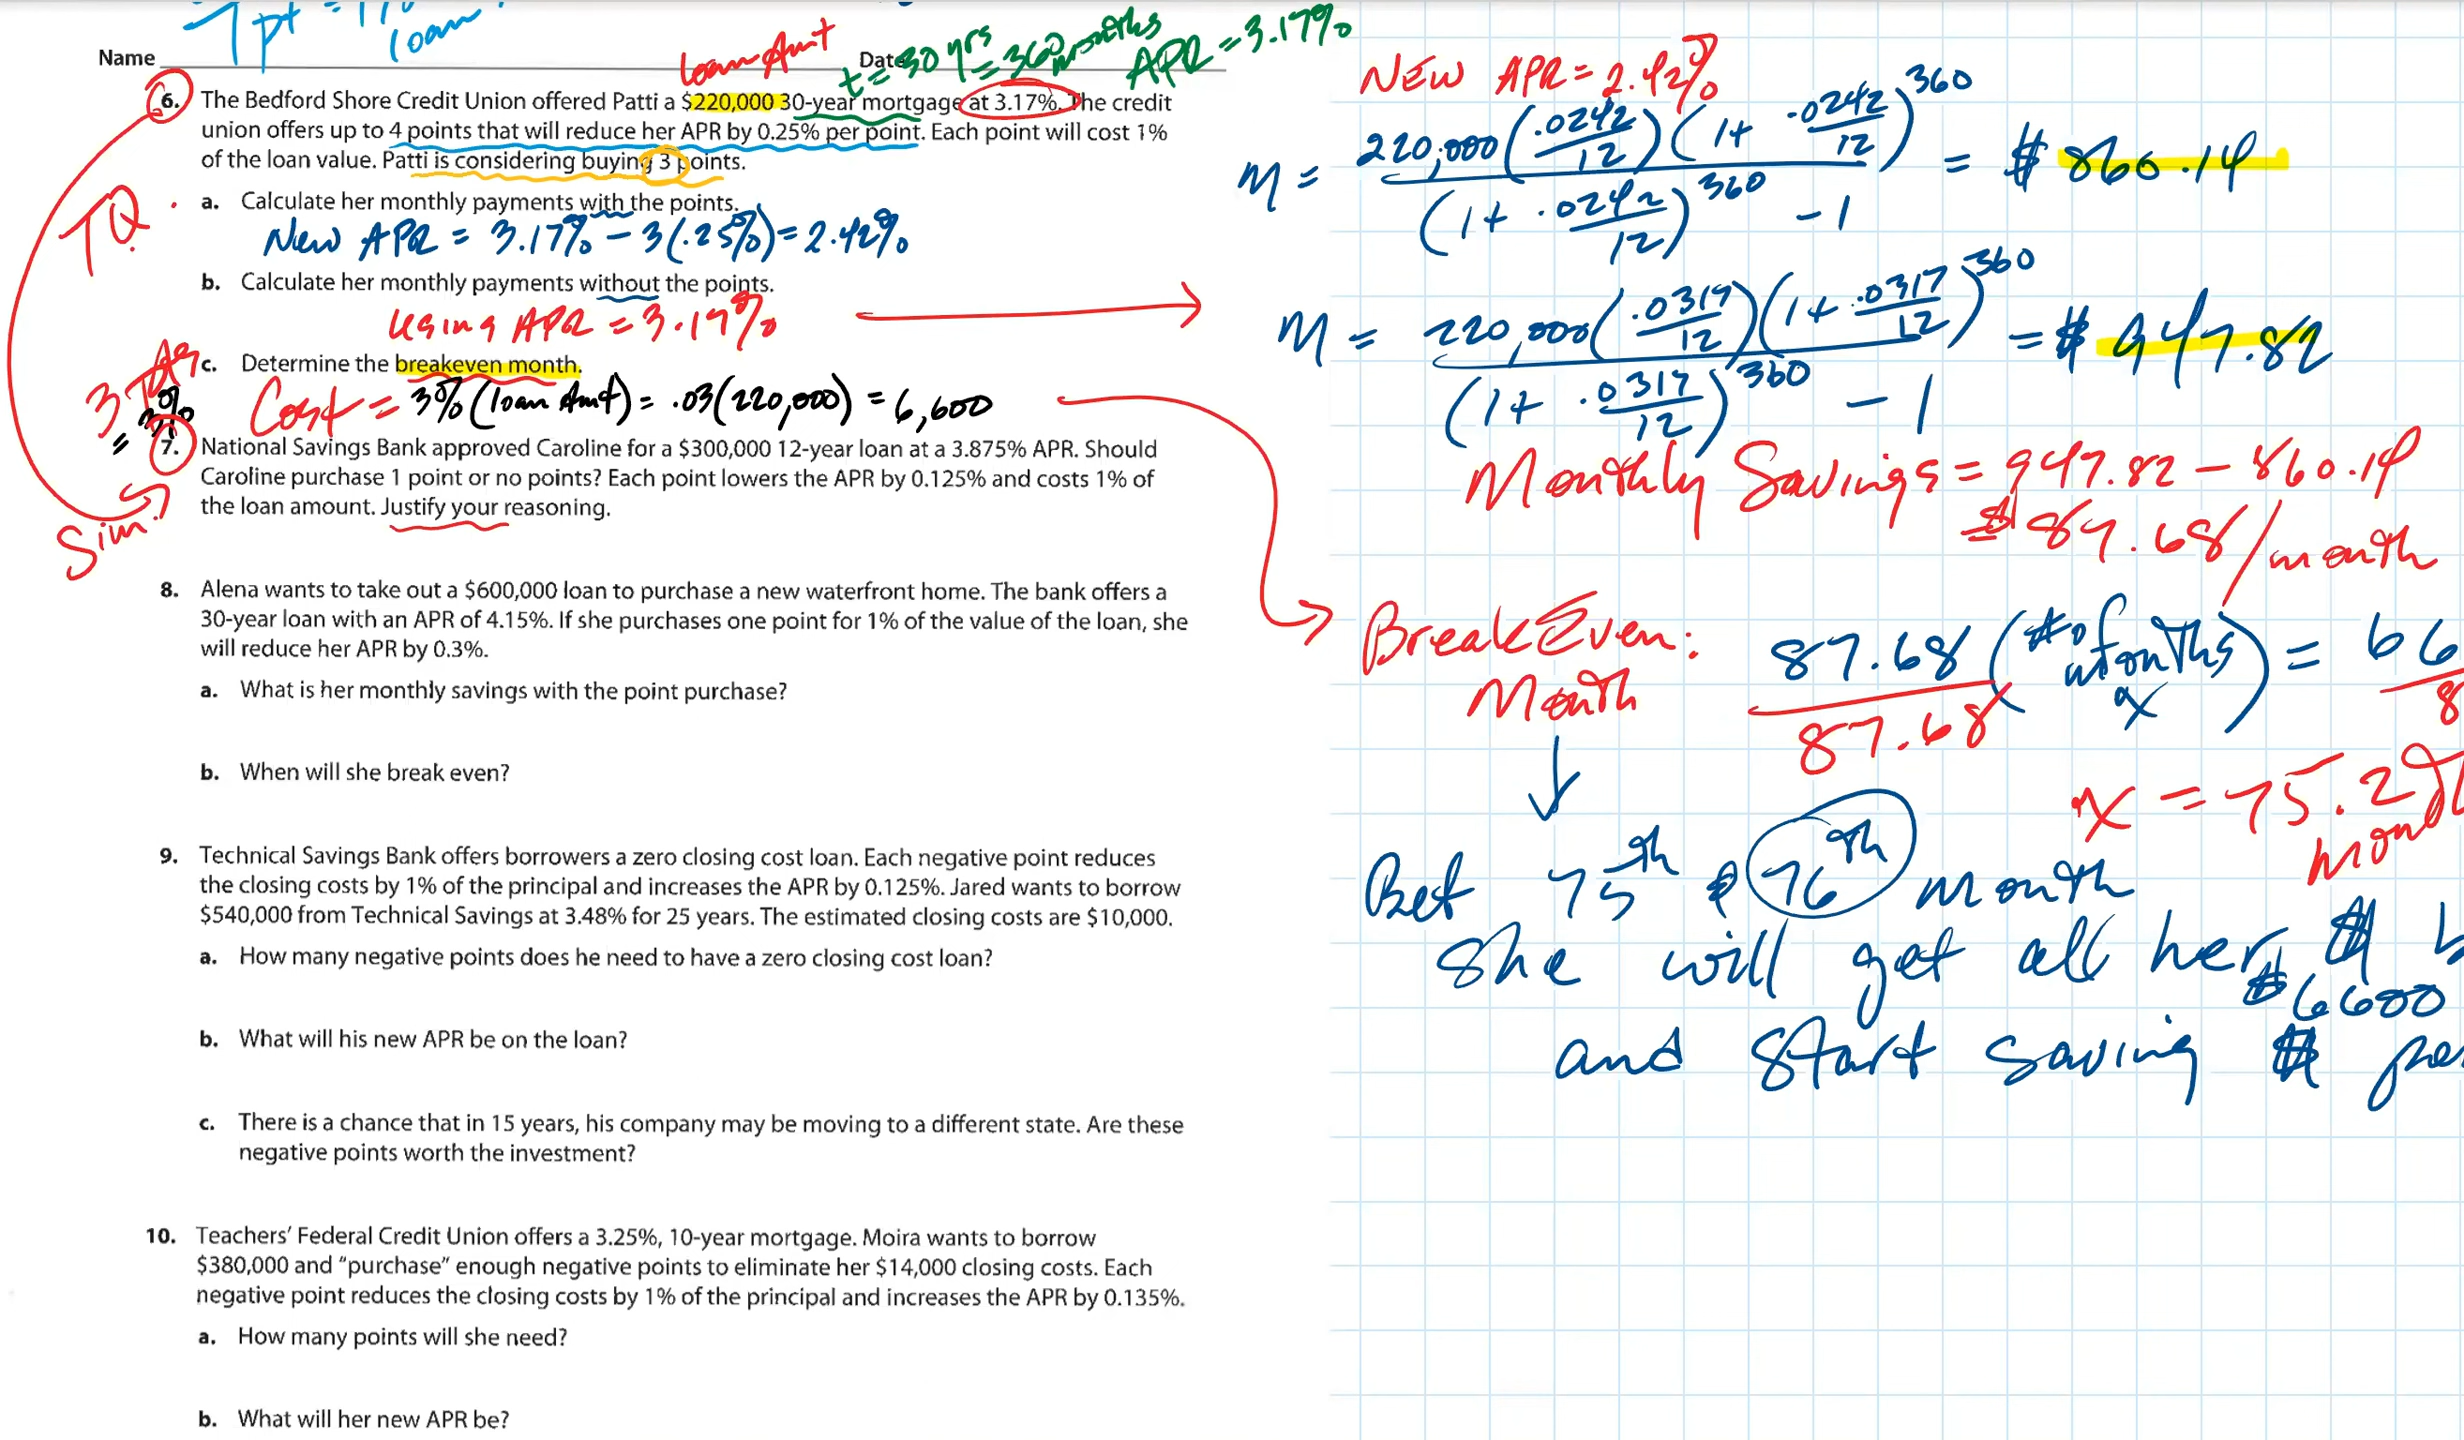 1 pt = 1% loan
Name
Date
Loan Amt
t = 30 yrs = 360 months
APR = 3.17%
6. The Bedford Shore Credit Union offered Patti a $220,000 30-year mortgage at 3.17%. The credit
union offers up to 4 points that will reduce her APR by 0.25% per point. Each point will cost 1%
of the loan value. Patti is considering buying 3 points.
TQ
a. Calculate her monthly payments with the points.
New APR = 3.17% - 3(.25%) = 2.42%
b. Calculate her monthly payments without the points.
Using APR = 3.17%
c. Determine the breakeven month.
3 pts = 3%
Cost = 3% (loan Amt) = .03(220,000) = 6,600
7. National Savings Bank approved Caroline for a $300,000 12-year loan at a 3.875% APR. Should
Caroline purchase 1 point or no points? Each point lowers the APR by 0.125% and costs 1% of
the loan amount. Justify your reasoning.
Sim.
8. Alena wants to take out a $600,000 loan to purchase a new waterfront home. The bank offers a
30-year loan with an APR of 4.15%. If she purchases one point for 1% of the value of the loan, she
will reduce her APR by 0.3%.
a. What is her monthly savings with the point purchase?
b. When will she break even?
9. Technical Savings Bank offers borrowers a zero closing cost loan. Each negative point reduces
the closing costs by 1% of the principal and increases the APR by 0.125%. Jared wants to borrow
$540,000 from Technical Savings at 3.48% for 25 years. The estimated closing costs are $10,000.
a. How many negative points does he need to have a zero closing cost loan?
b. What will his new APR be on the loan?
c. There is a chance that in 15 years, his company may be moving to a different state. Are these
negative points worth the investment?
10. Teachers' Federal Credit Union offers a 3.25%, 10-year mortgage. Moira wants to borrow
$380,000 and "purchase" enough negative points to eliminate her $14,000 closing costs. Each
negative point reduces the closing costs by 1% of the principal and increases the APR by 0.135%.
a. How many points will she need?
b. What will her new APR be?
NEW APR = 2.42%
220,000 (.0242/12) (1 + .0242/12)^360
M = = $860.14
(1 + .0242/12)^360 - 1
220,000 (.0317/12) (1 + .0317/12)^360
M = = $947.82
(1 + .0317/12)^360 - 1
Monthly Savings = 947.82 - 860.14
= $87.68/month
BreakEven: Month
87.68 (# of months x) = 66
87.68 8
x = 75.27
mon
Bet 75th & 76th month
she will get all her $ b
$6600
and start saving $ per